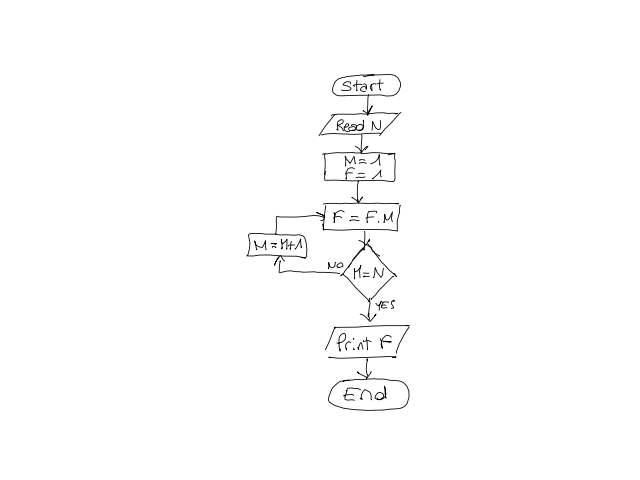 Start
Read N
M=1
F=1
F=F.M
M=M+1
NO
M=N
YES
Print F
End